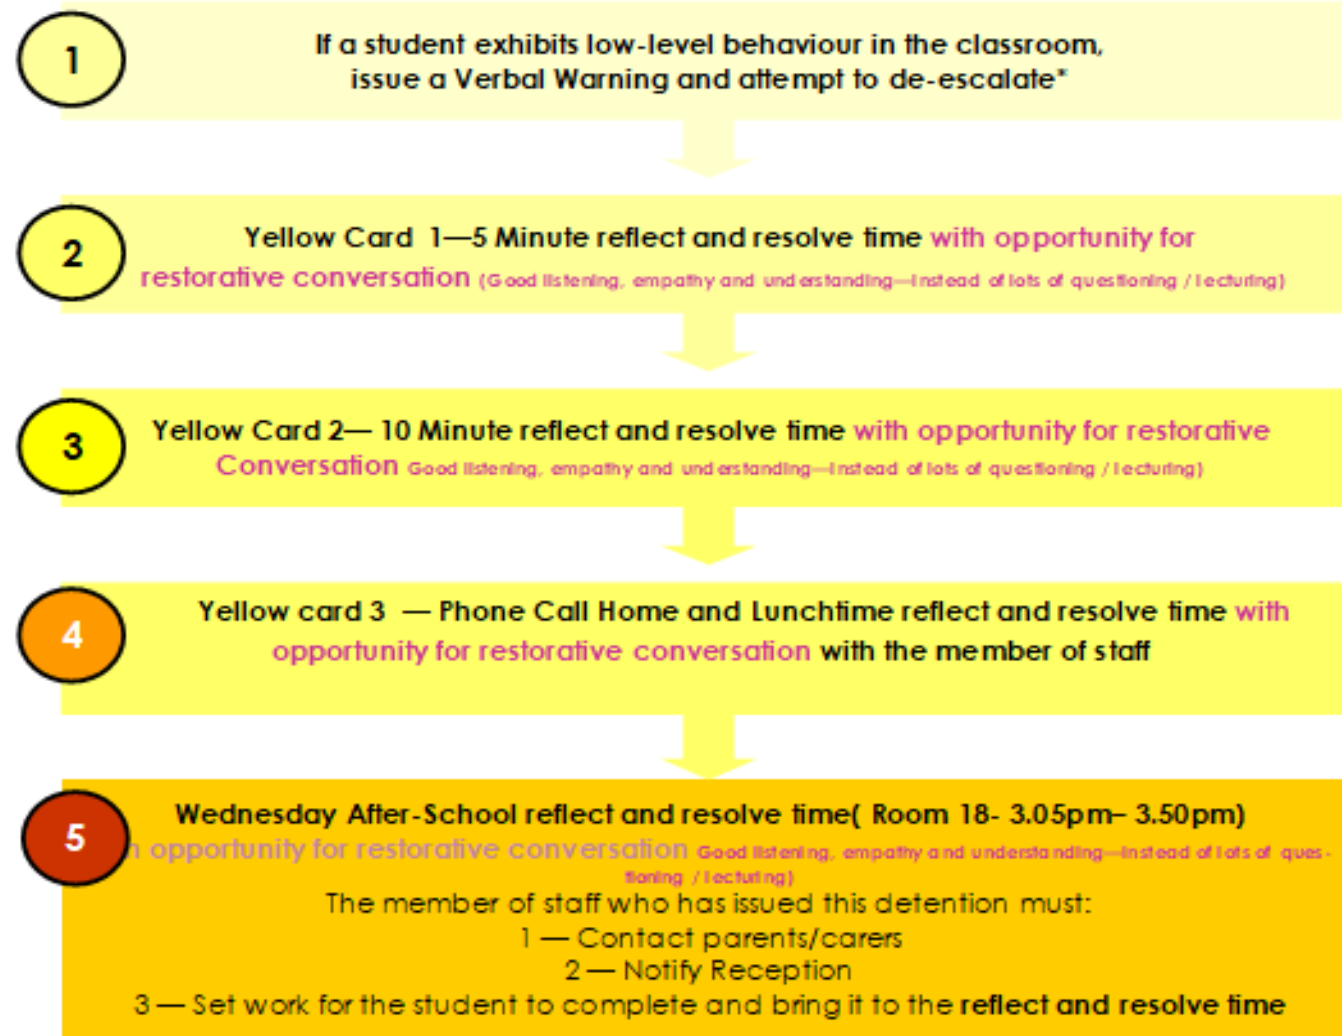 1
If a student exhibits low-level behaviour in the classroom,
issue a Verbal Warning and attempt to de-escalate*
2
Yellow Card 1—5 Minute reflect and resolve time with opportunity for
restorative conversation (Good listening, empathy and understanding—Instead of lots of questioning / lecturing)
3
Yellow Card 2— 10 Minute reflect and resolve time with opportunity for restorative
Conversation Good listening, empathy and understanding—Instead of lots of questioning / lecturing)
4
Yellow card 3 — Phone Call Home and Lunchtime reflect and resolve time with
opportunity for restorative conversation with the member of staff
5
Wednesday After-School reflect and resolve time( Room 18- 3.05pm– 3.50pm)
opportunity for restorative conversation Good listening, empathy and understanding—Instead of lots of ques-
tioning / lecturing)
The member of staff who has issued this detention must:
1 — Contact parents/carers
2 — Notify Reception
3 — Set work for the student to complete and bring it to the reflect and resolve time